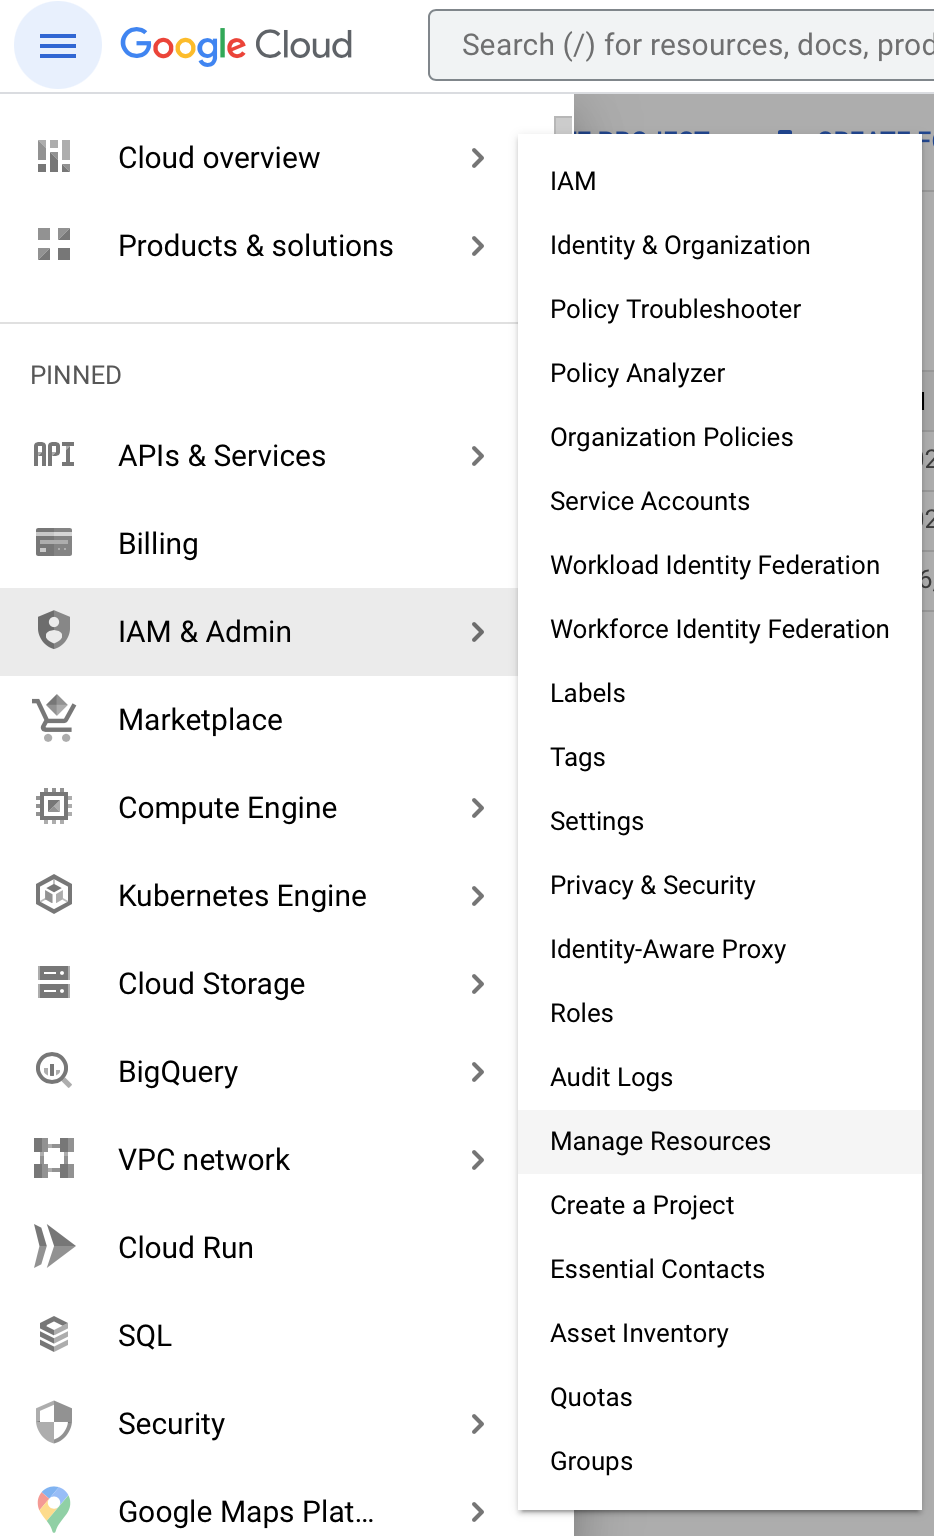 Google Cloud
Search (/) for resources, docs, prod
Cloud overview
Products & solutions
PINNED
API APIs & Services
Billing
IAM & Admin
Marketplace
Compute Engine
Kubernetes Engine
Cloud Storage
BigQuery
VPC network
Cloud Run
SQL
Security
Google Maps Plat...
PROJECT
CREATE
IAM
Identity & Organization
Policy Troubleshooter
Policy Analyzer
Organization Policies
Service Accounts
Workload Identity Federation
Workforce Identity Federation
Labels
Tags
Settings
Privacy & Security
Identity-Aware Proxy
Roles
Audit Logs
Manage Resources
Create a Project
Essential Contacts
Asset Inventory
Quotas
Groups